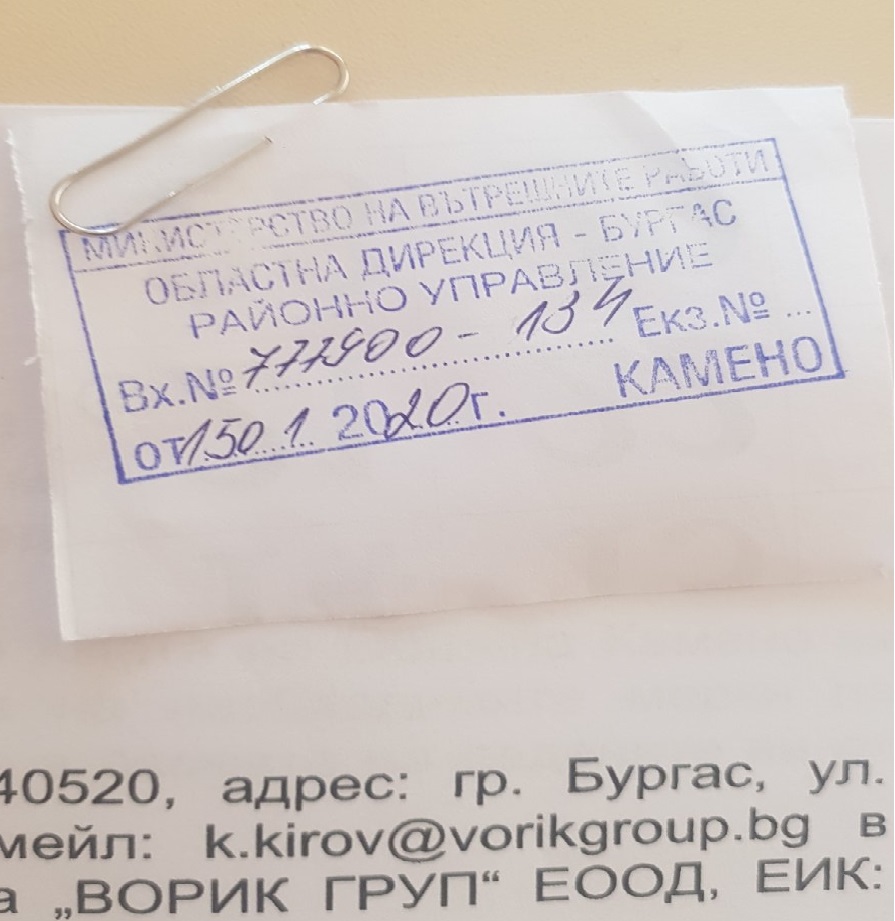 МИНИСТЕРСТВО НА ВЪТРЕШНИТЕ РАБОТИ
ОБЛАСТНА ДИРЕКЦИЯ - БУРГАС
РАЙОННО УПРАВЛЕНИЕ
Вх.№ 777900 - 134 Екз.№ ...
от 15 01 2020 г. КАМЕНО
40520, адрес: гр. Бургас, ул.
мейл: k.kirov@vorikgroup.bg в
а „ВОРИК ГРУП“ ЕООД, ЕИК: